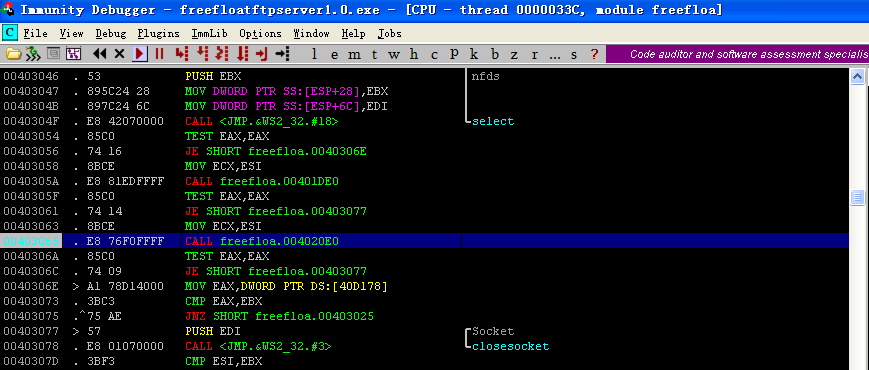 Immunity Debugger - freefloatftpserver1.0.exe - [CPU - thread 0000033C, module freefloa]
C File View Debug Plugins ImmLib Options Window Help Jobs
l e m t w h c p k b z r ... s ? Code auditor and software assessment specialis
00403046 . 53 PUSH EBX nfds
00403047 . 895C24 28 MOV DWORD PTR SS:[ESP+28],EBX
0040304B . 897C24 6C MOV DWORD PTR SS:[ESP+6C],EDI
0040304F . E8 42070000 CALL <JMP.&WS2_32.#18> select
00403054 . 85C0 TEST EAX,EAX
00403056 . 74 16 JE SHORT freefloa.0040306E
00403058 . 8BCE MOV ECX,ESI
0040305A . E8 81EDFFFF CALL freefloa.00401DE0
0040305F . 85C0 TEST EAX,EAX
00403061 . 74 14 JE SHORT freefloa.00403077
00403063 . 8BCE MOV ECX,ESI
00403065 . E8 76F0FFFF CALL freefloa.004020E0
0040306A . 85C0 TEST EAX,EAX
0040306C . 74 09 JE SHORT freefloa.00403077
0040306E > A1 78D14000 MOV EAX,DWORD PTR DS:[40D178]
00403073 . 3BC3 CMP EAX,EBX
00403075 .^75 AE JNZ SHORT freefloa.00403025
00403077 > 57 PUSH EDI Socket
00403078 . E8 01070000 CALL <JMP.&WS2_32.#3> closesocket
0040307D . 3BF3 CMP ESI,EBX